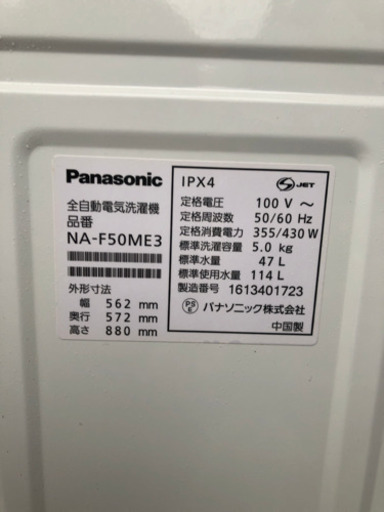 Panasonic
全自動電気洗濯機
品番
NA-F50ME3
外形寸法
幅 562 mm
奥行 572 mm
高さ 880 mm
IPX4
S JET
定格電圧 100 V ～
定格周波数 50/60 Hz
定格消費電力 355/430 W
標準洗濯容量 5.0 kg
標準水量 47 L
標準使用水量 114 L
製造番号 1613401723
PS E パナソニック株式会社
中国製